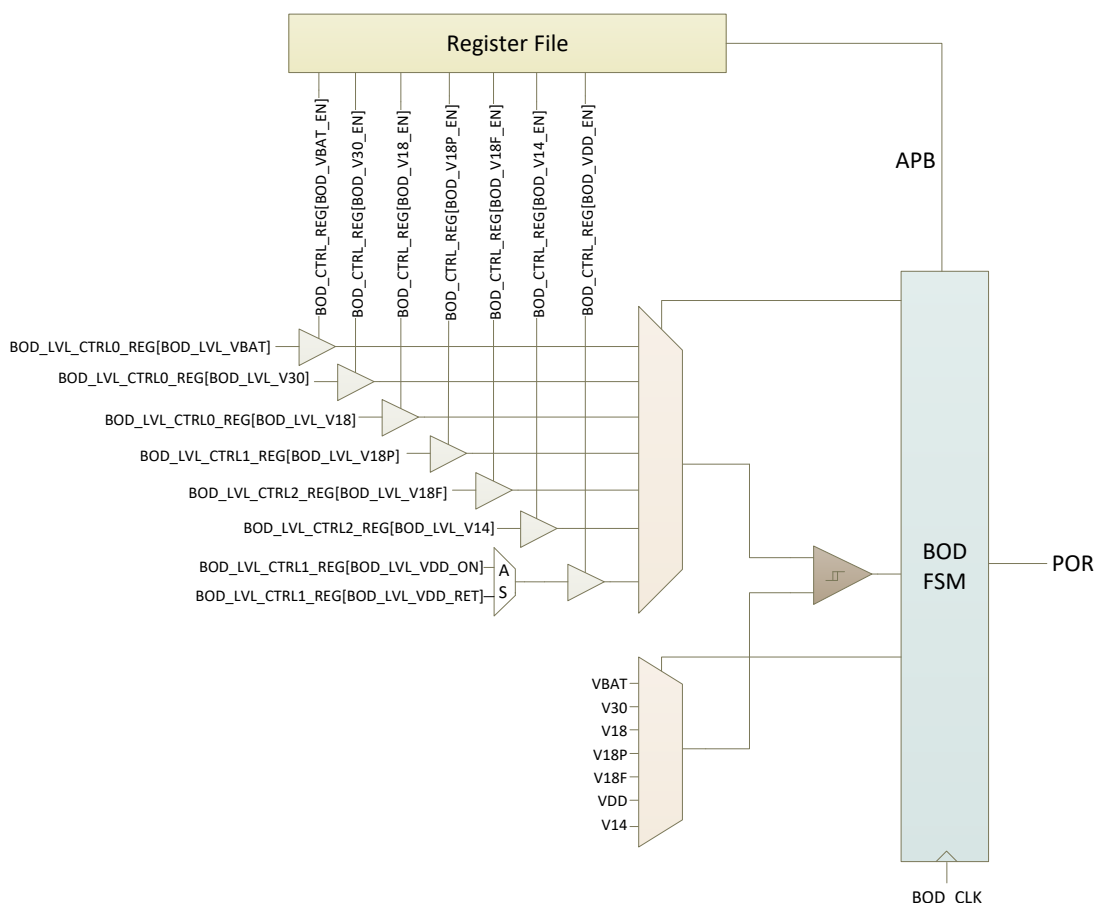 Register File
BOD_CTRL_REG[BOD_VBAT_EN]
BOD_CTRL_REG[BOD_V30_EN]
BOD_CTRL_REG[BOD_V18_EN]
BOD_CTRL_REG[BOD_V18P_EN]
BOD_CTRL_REG[BOD_V18F_EN]
BOD_CTRL_REG[BOD_V14_EN]
BOD_CTRL_REG[BOD_VDD_EN]
APB
BOD_LVL_CTRL0_REG[BOD_LVL_VBAT]
BOD_LVL_CTRL0_REG[BOD_LVL_V30]
BOD_LVL_CTRL0_REG[BOD_LVL_V18]
BOD_LVL_CTRL1_REG[BOD_LVL_V18P]
BOD_LVL_CTRL2_REG[BOD_LVL_V18F]
BOD_LVL_CTRL2_REG[BOD_LVL_V14]
BOD_LVL_CTRL1_REG[BOD_LVL_VDD_ON]
BOD_LVL_CTRL1_REG[BOD_LVL_VDD_RET]
A
S
BOD
FSM
POR
VBAT
V30
V18
V18P
V18F
VDD
V14
BOD_CLK